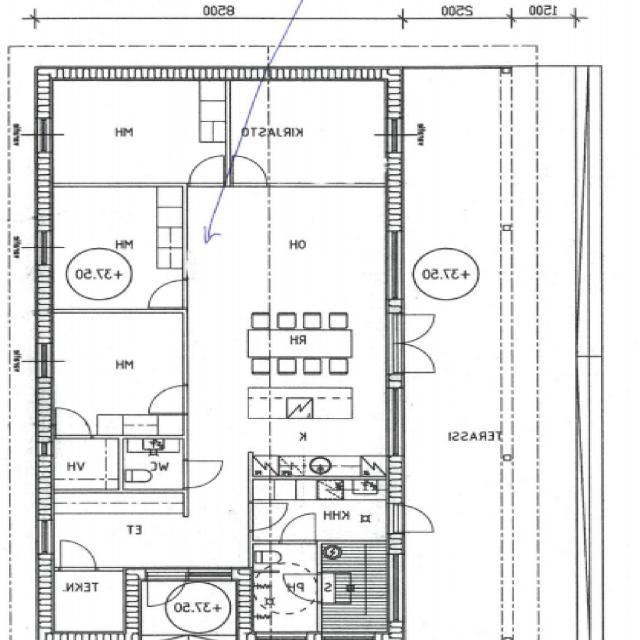 8500 2500 1500
MH KIRJASTO
MH OH
+37.50 +37.50
RH
MH
K TERASSI
VH WC
KHH
ET
TEKN. +37.50 PH S